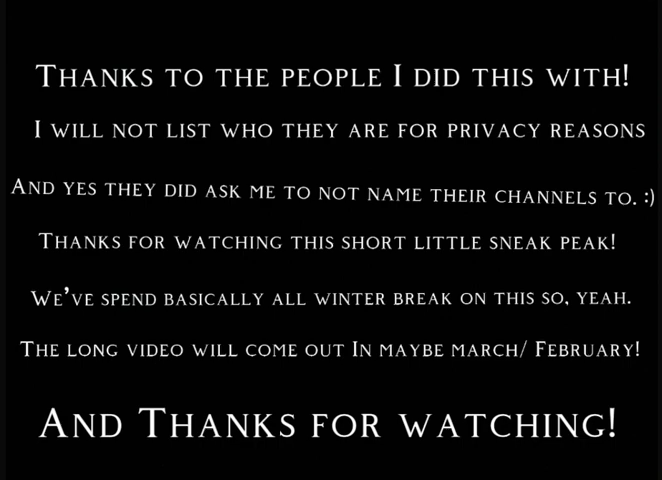 Thanks to the people I did this with!
I will not list who they are for privacy reasons
And yes they did ask me to not name their channels to. :)
Thanks for watching this short little sneak peak!
We've spend basically all winter break on this so, yeah.
The long video will come out In maybe march/ February!
And Thanks for watching!